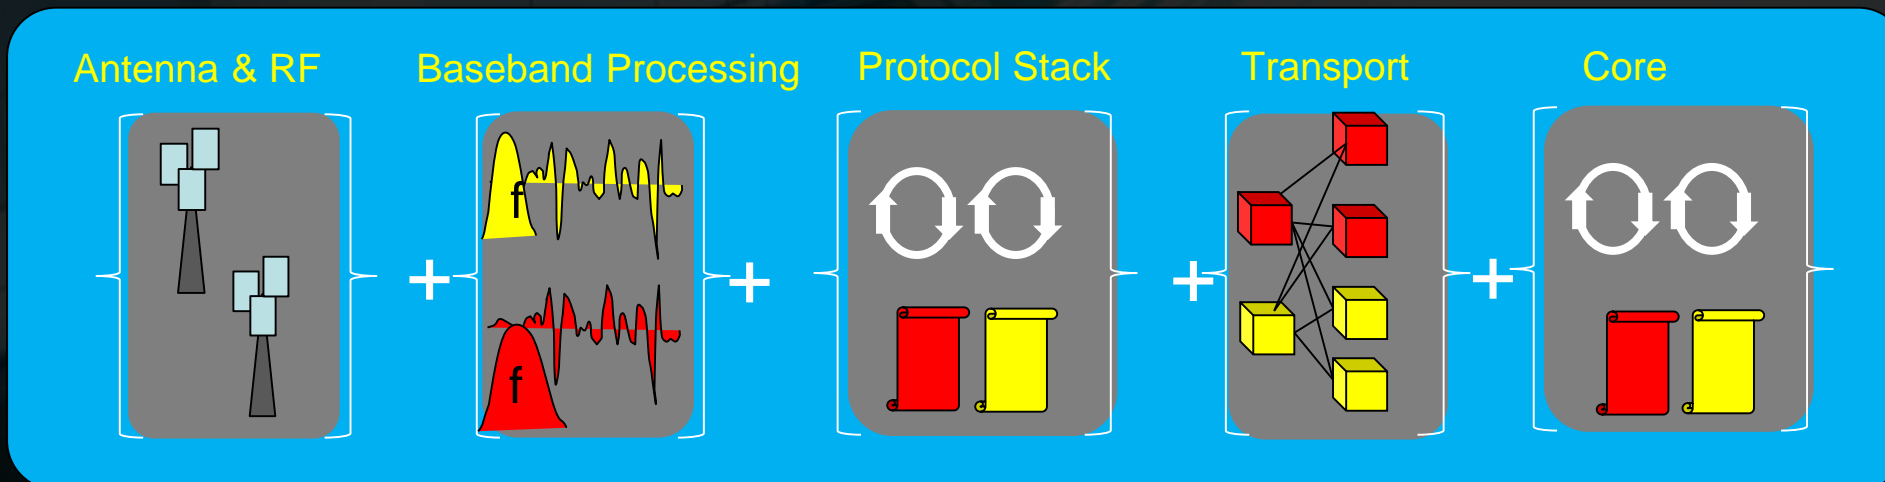 Antenna & RF
Baseband Processing
Protocol Stack
Transport
Core
f
+
+
+
+
f